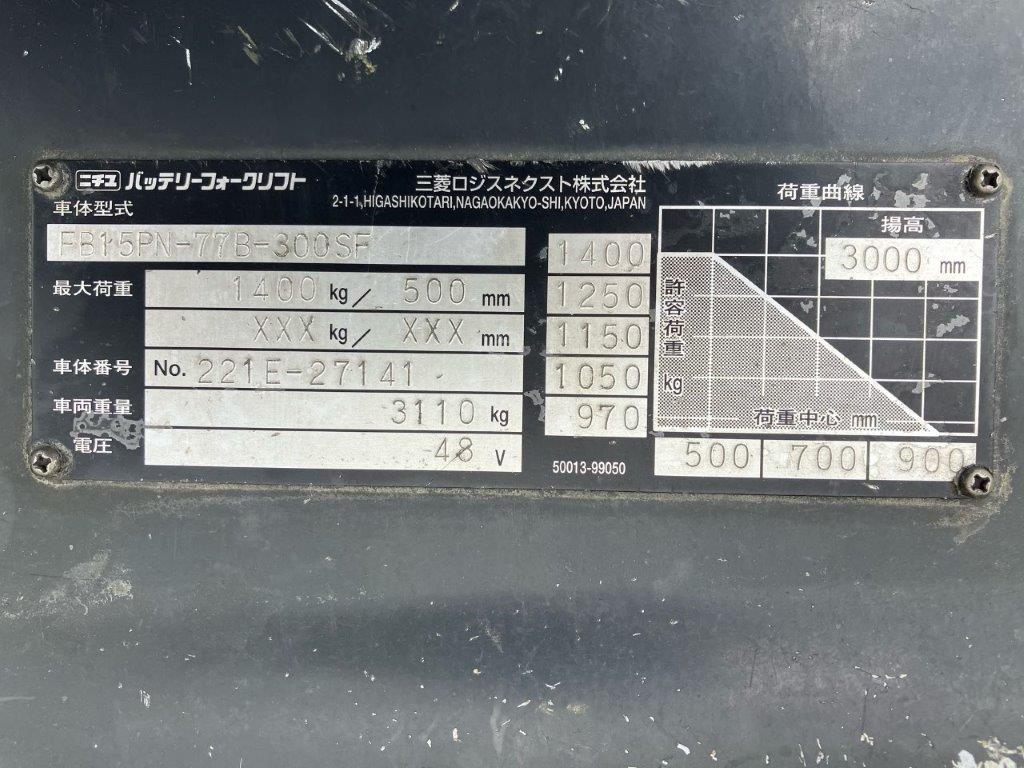 ニチユ バッテリーフォークリフト
三菱ロジスネクスト株式会社
2-1-1,HIGASHIKOTARI,NAGAOKAKYO-SHI,KYOTO,JAPAN
車体型式
FB15PN-77B-300SF
最大荷重 1400 kg/ 500 mm
XXX kg/ XXX mm
車体番号 No. 221E-27141
車両重量 3110 kg
電圧 48 V
荷重曲線
揚高
3000 mm
1400
1250
1150
1050
970
許容荷重
kg
荷重中心 mm
500 700 900
50013-99050